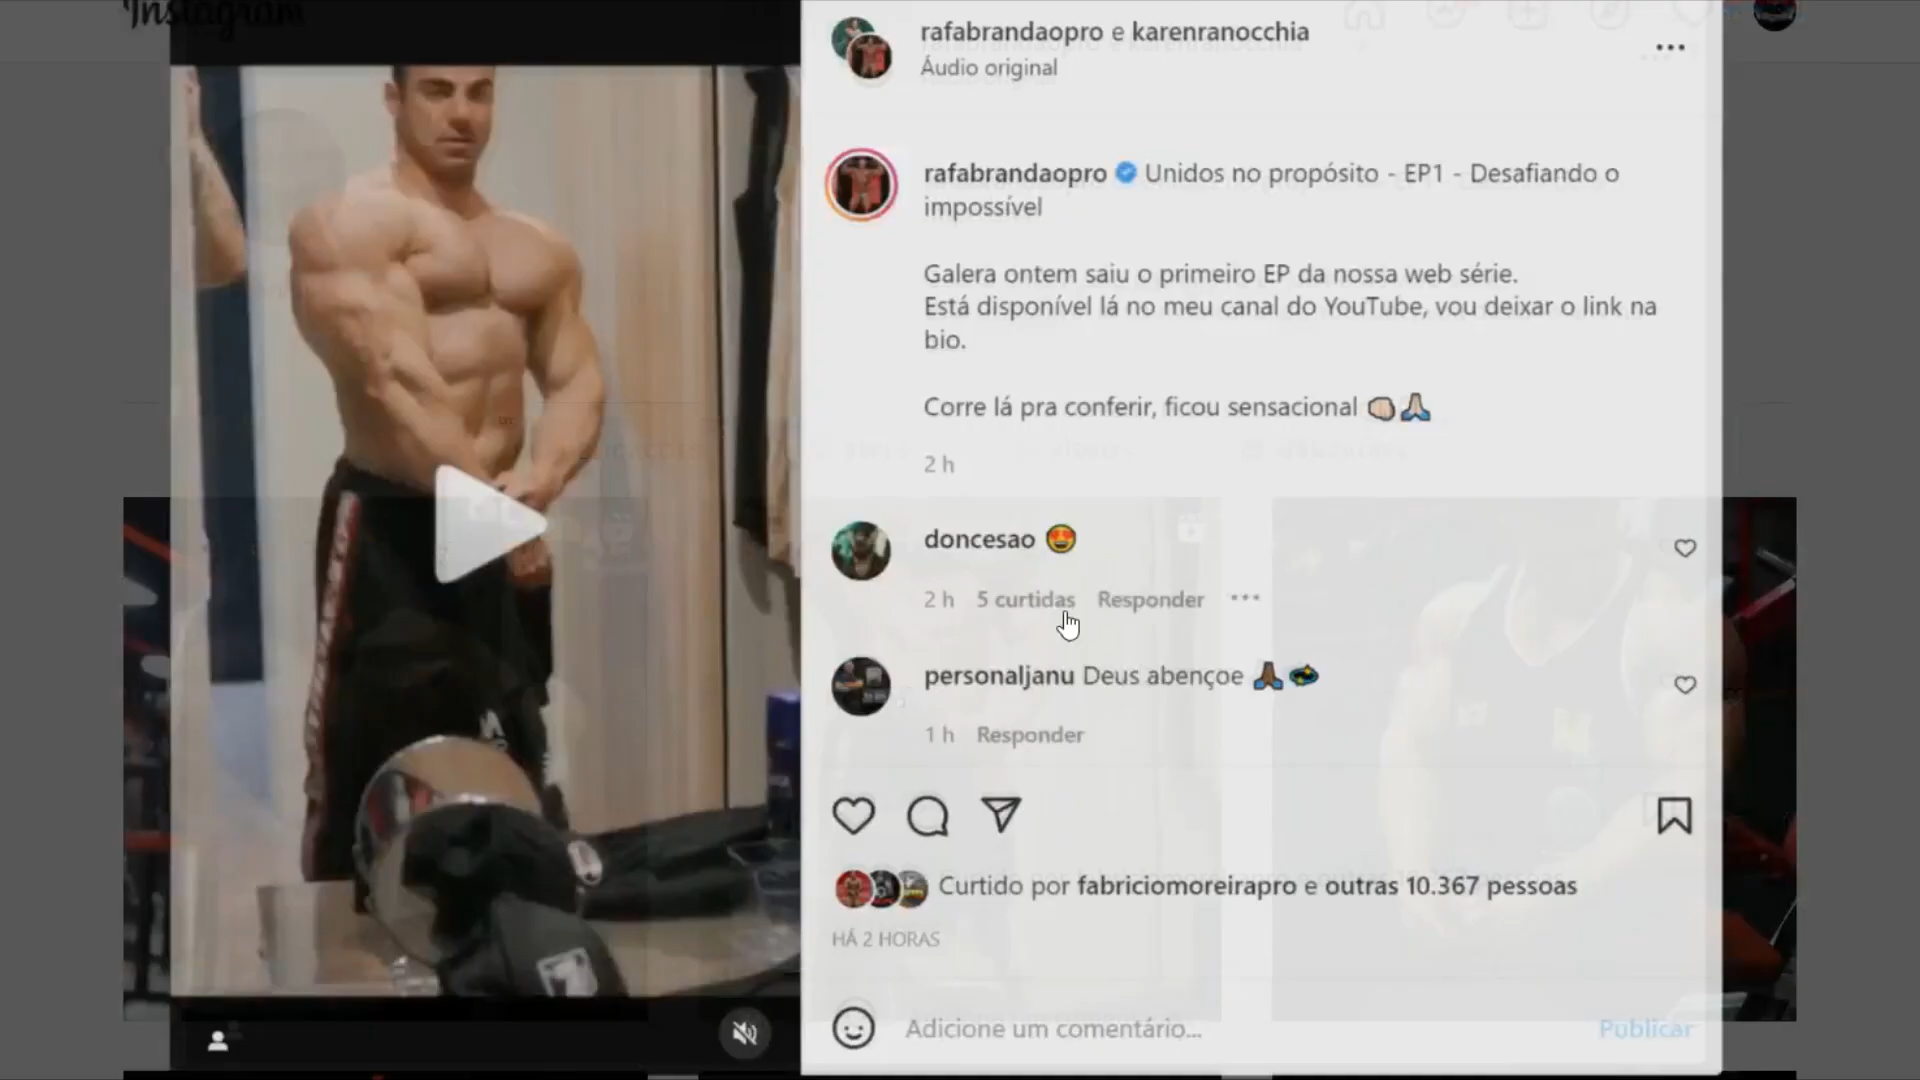 Instagram
rafabrandaopro e karenranocchia
Áudio original
rafabrandaopro Unidos no propósito - EP1 - Desafiando o
impossível
Galera ontem saiu o primeiro EP da nossa web série.
Está disponível lá no meu canal do YouTube, vou deixar o link na
bio.
Corre lá pra conferir, ficou sensacional 👊🏻🙏🏻
2 h
doncesao 😍
2 h 5 curtidas Responder
personaljanu Deus abençoe 🙏🏾💫
1 h Responder
Curtido por fabriciomoreirapro e outras 10.367 pessoas
HÁ 2 HORAS
Adicione um comentário... Publicar